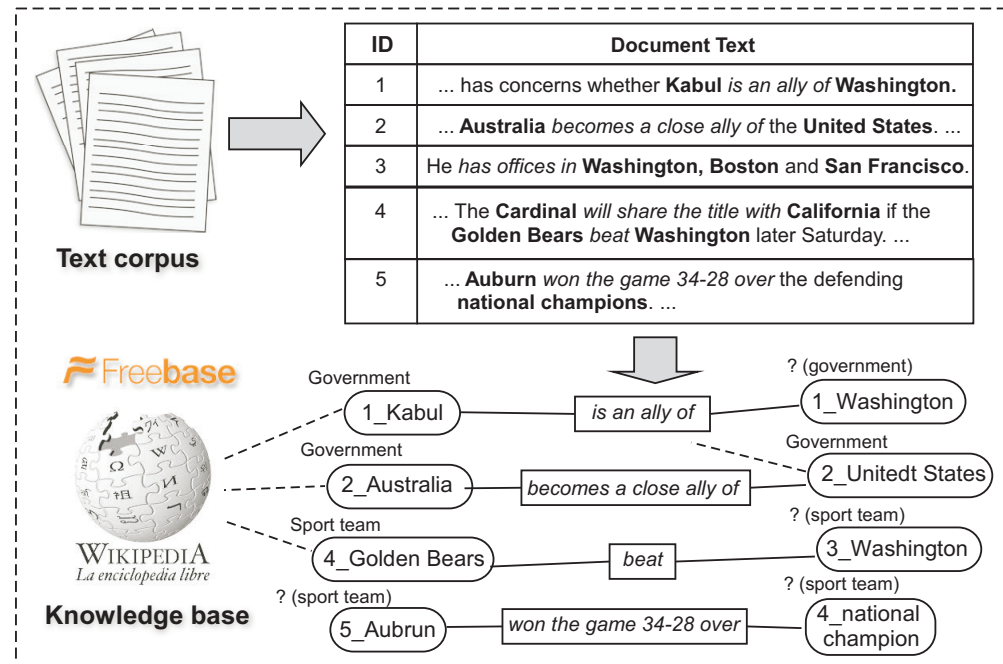 ID Document Text
1 ... has concerns whether Kabul is an ally of Washington.
2 ... Australia becomes a close ally of the United States. ...
3 He has offices in Washington, Boston and San Francisco.
4 ... The Cardinal will share the title with California if the
Golden Bears beat Washington later Saturday. ...
5 ... Auburn won the game 34-28 over the defending
national champions. ...
Text corpus
Freebase
WIKIPEDIA
La enciclopedia libre
Knowledge base
Government
1_Kabul
is an ally of
? (government)
1_Washington
Government
2_Australia
becomes a close ally of
Government
2_Unitedt States
Sport team
4_Golden Bears
beat
? (sport team)
3_Washington
? (sport team)
5_Aubrun
won the game 34-28 over
? (sport team)
4_national
champion